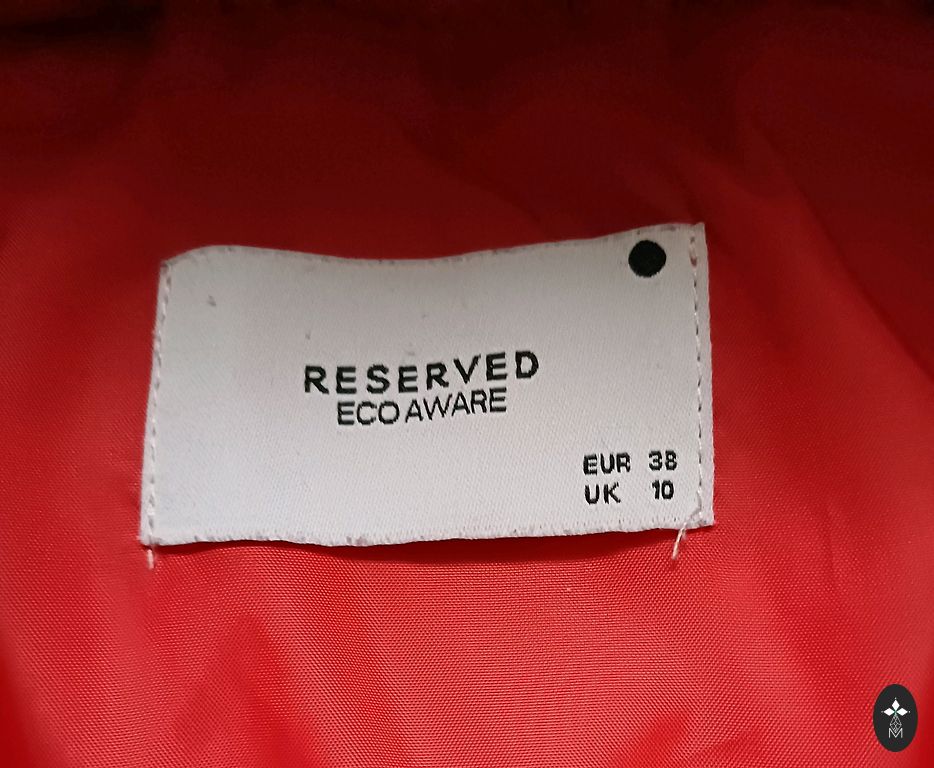 RESERVED
ECO AWARE
EUR 38
UK 10
M